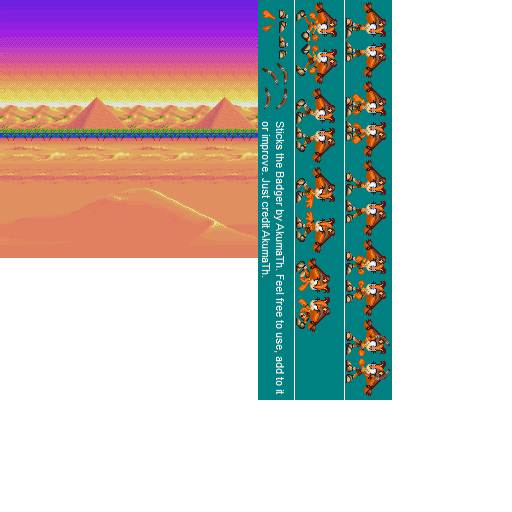 Sticks the Badger by AkumaTh. Feel free to use, add to it
or improve. Just credit AkumaTh.